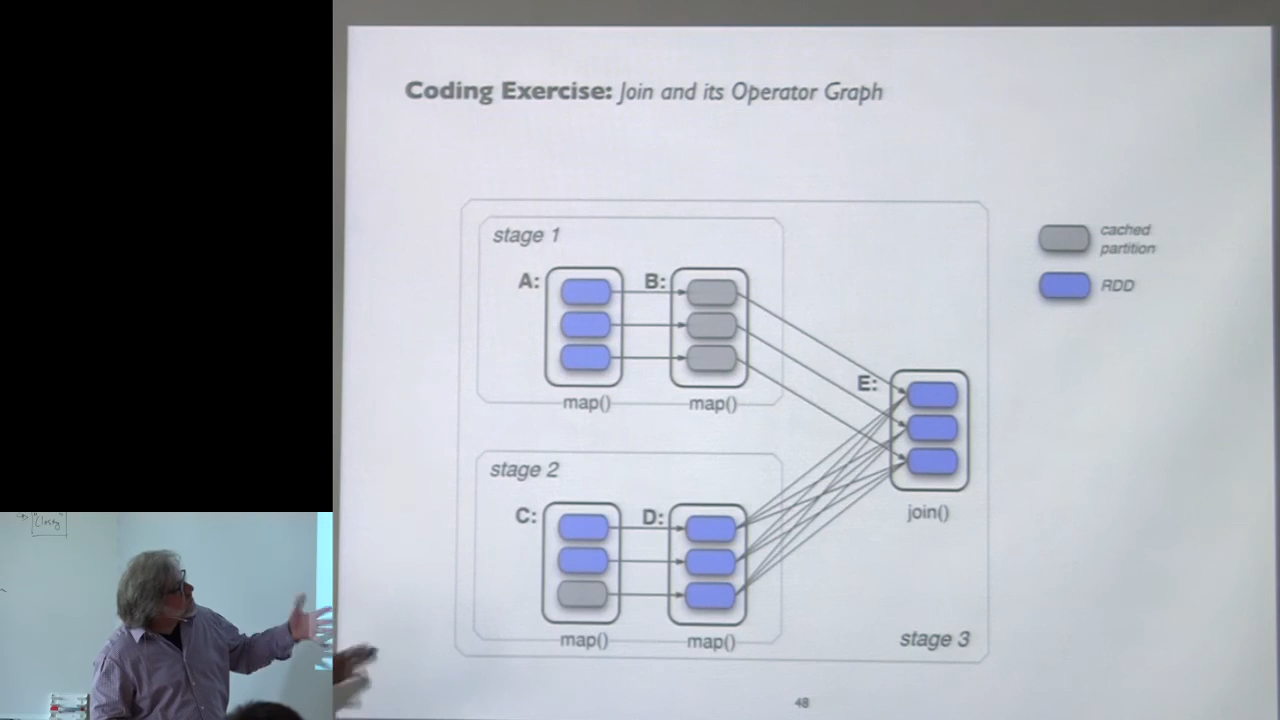 Coding Exercise: Join and its Operator Graph
stage 1
A:
B:
map()
map()
cached
partition
RDD
E:
join()
stage 2
C:
D:
map()
map()
stage 3
48
"Closey"